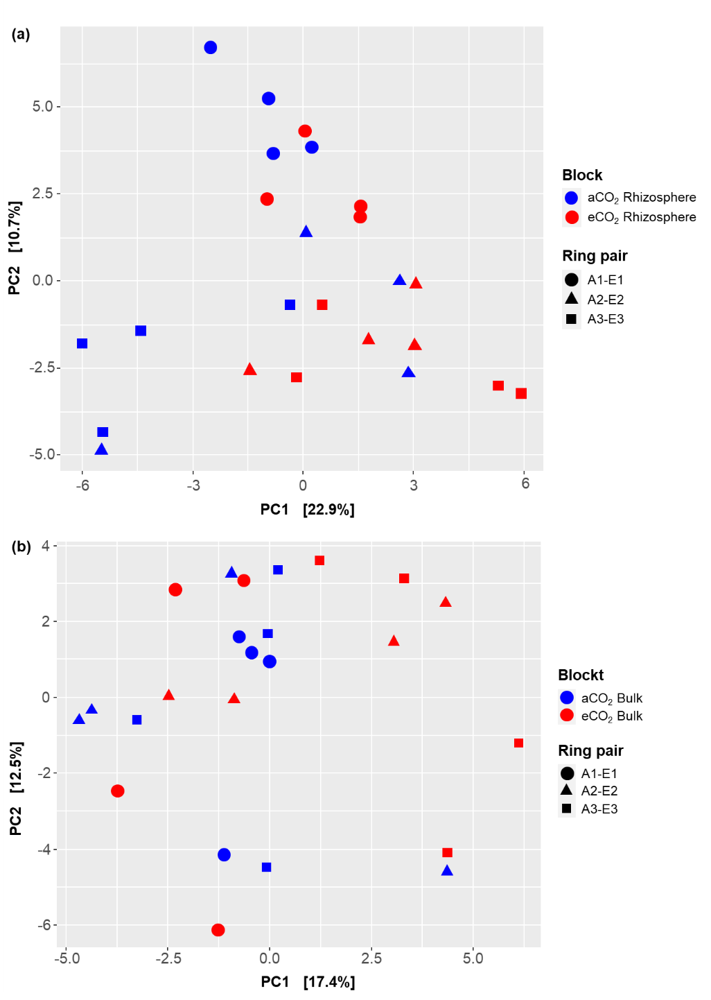 (a)
5.0
2.5
0.0
-2.5
-5.0
PC2 [10.7%]
-6 -3 0 3 6
PC1 [22.9%]
Block
aCO₂ Rhizosphere
eCO₂ Rhizosphere
Ring pair
A1-E1
A2-E2
A3-E3
(b)
4
2
0
-2
-4
-6
PC2 [12.5%]
-5.0 -2.5 0.0 2.5 5.0
PC1 [17.4%]
Blockt
aCO₂ Bulk
eCO₂ Bulk
Ring pair
A1-E1
A2-E2
A3-E3